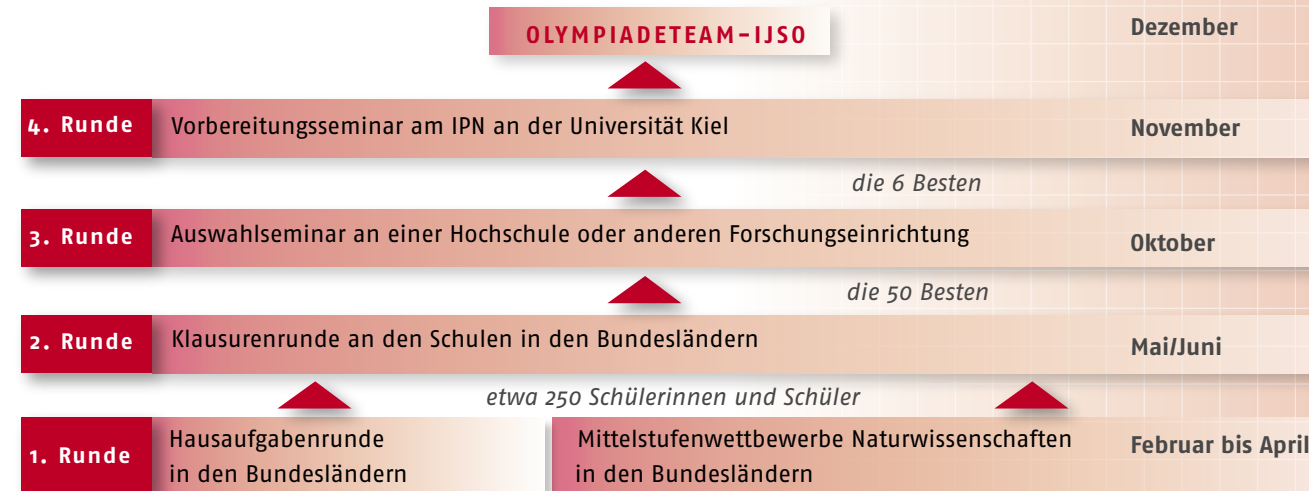 OLYMPIADETEAM-IJSO
Dezember
4. Runde
Vorbereitungsseminar am IPN an der Universität Kiel
November
die 6 Besten
3. Runde
Auswahlseminar an einer Hochschule oder anderen Forschungseinrichtung
Oktober
die 50 Besten
2. Runde
Klausurenrunde an den Schulen in den Bundesländern
Mai/Juni
etwa 250 Schülerinnen und Schüler
1. Runde
Hausaufgabenrunde
in den Bundesländern
Mittelstufenwettbewerbe Naturwissenschaften
in den Bundesländern
Februar bis April